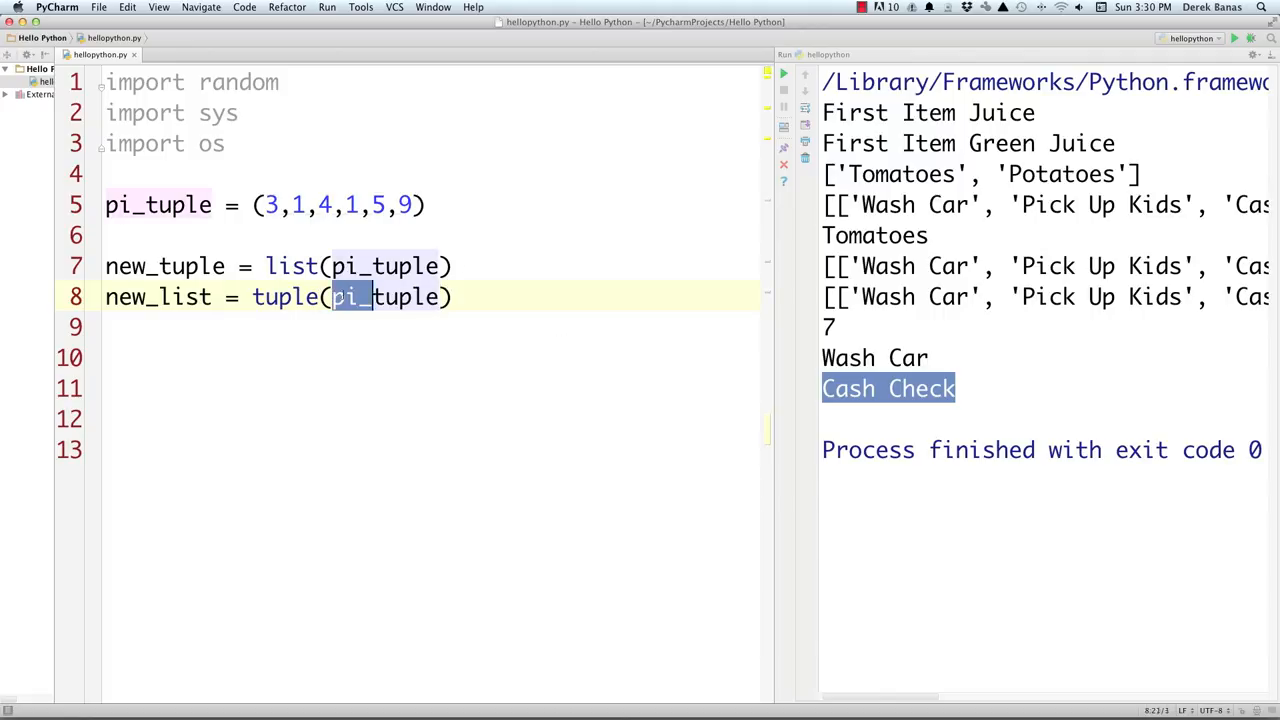 PyCharm File Edit View Navigate Code Refactor Run Tools VCS Window Help 10 Sun 3:30 PM Derek Banas
hellopython.py - Hello Python - [~/PycharmProjects/Hello Python]
Hello Python hellopython.py hellopython
hellopython.py
Run hellopython
Hello P
hell
Extern
1 import random
2 import sys
3 import os
4
5 pi_tuple = (3,1,4,1,5,9)
6
7 new_tuple = list(pi_tuple)
8 new_list = tuple(pi_tuple)
9
10
11
12
13
/Library/Frameworks/Python.framewo
First Item Juice
First Item Green Juice
['Tomatoes', 'Potatoes']
[['Wash Car', 'Pick Up Kids', 'Cas
Tomatoes
[['Wash Car', 'Pick Up Kids', 'Cas
[['Wash Car', 'Pick Up Kids', 'Cas
7
Wash Car
Cash Check
Process finished with exit code 0
8:21/3 LF UTF-8